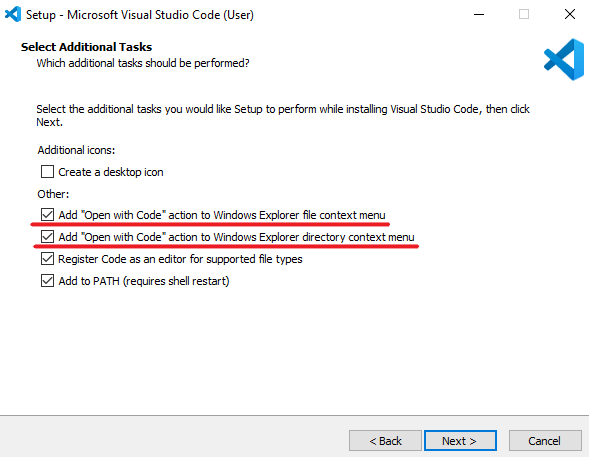 Setup - Microsoft Visual Studio Code (User)
Select Additional Tasks
Which additional tasks should be performed?
Select the additional tasks you would like Setup to perform while installing Visual Studio Code, then click
Next.
Additional icons:
Create a desktop icon
Other:
Add "Open with Code" action to Windows Explorer file context menu
Add "Open with Code" action to Windows Explorer directory context menu
Register Code as an editor for supported file types
Add to PATH (requires shell restart)
< Back Next > Cancel